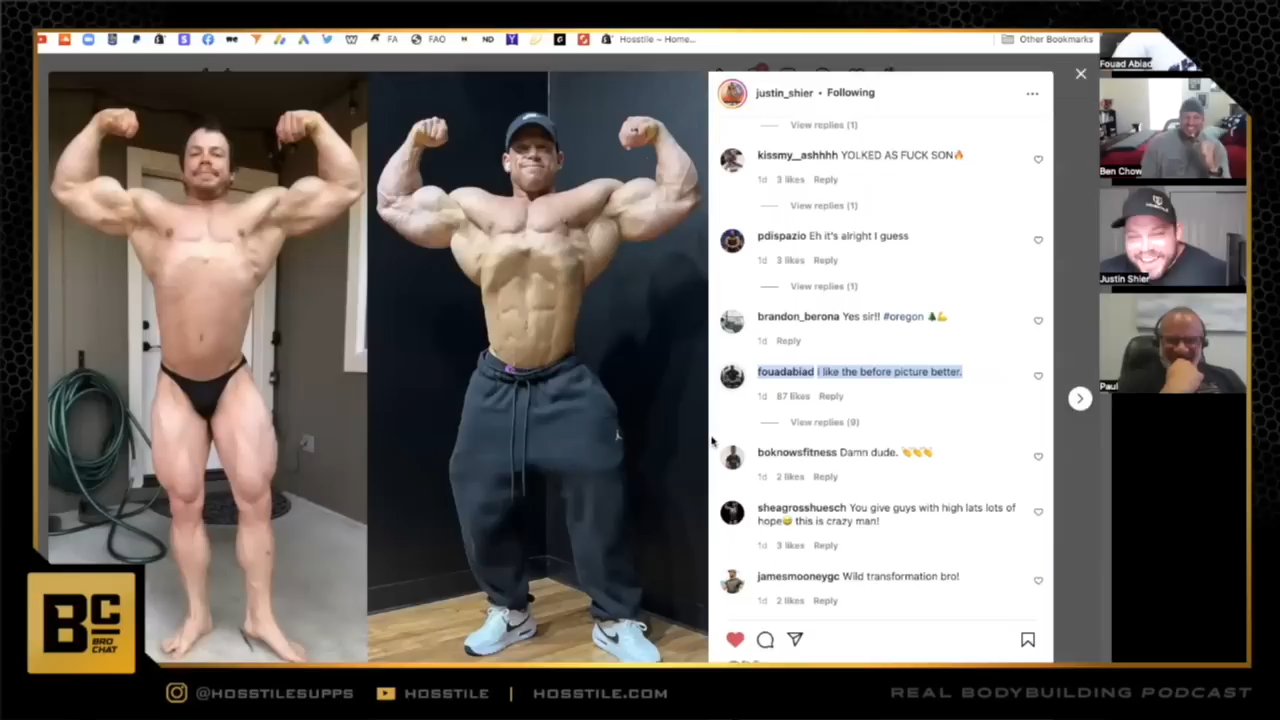 FA
FAO
ND
Hosstile ~ Home...
Other Bookmarks
justin_shier • Following
View replies (1)
kissmy__ashhhh YOLKED AS FUCK SON🔥
1d 3 likes Reply
View replies (1)
pdispazio Eh it's alright I guess
1d 3 likes Reply
View replies (1)
brandon_berona Yes sir!! #oregon 🌲💪
1d Reply
fouadabiad I like the before picture better.
1d 87 likes Reply
View replies (9)
boknowsfitness Damn dude. 👏👏👏
1d 2 likes Reply
sheagrosshuesch You give guys with high lats lots of
hope😅 this is crazy man!
1d 3 likes Reply
jamesmooneygc Wild transformation bro!
1d 2 likes Reply
Fouad Abiad
Ben Chow
Justin Shier
Paul
BC
BRO
CHAT
@HOSSTILESUPPS
HOSSTILE | HOSSTILE.COM
REAL BODYBUILDING PODCAST